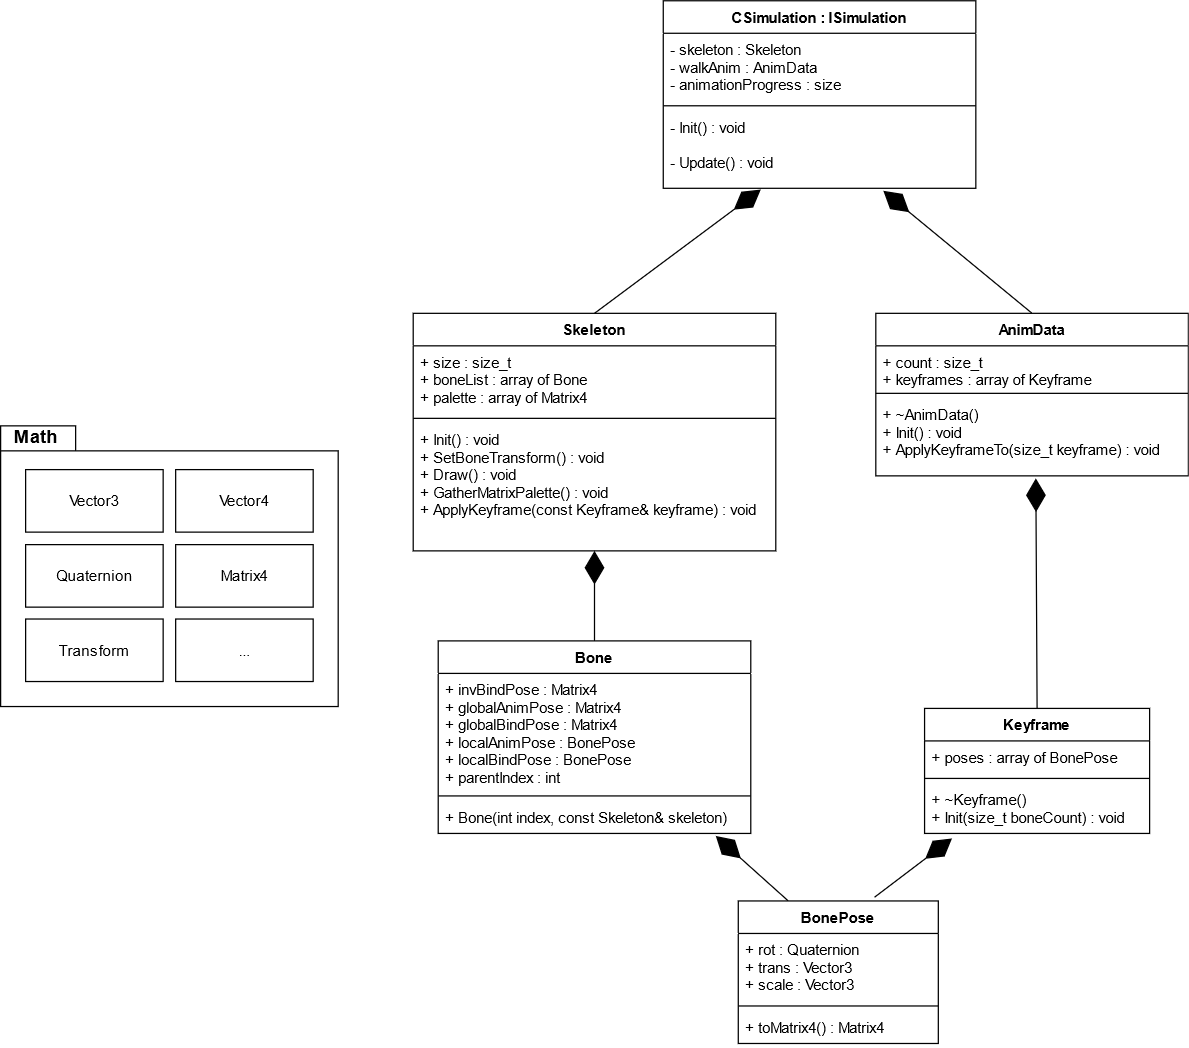 CSimulation : ISimulation
- skeleton : Skeleton
- walkAnim : AnimData
- animationProgress : size
- Init() : void
- Update() : void
Skeleton
+ size : size_t
+ boneList : array of Bone
+ palette : array of Matrix4
+ Init() : void
+ SetBoneTransform() : void
+ Draw() : void
+ GatherMatrixPalette() : void
+ ApplyKeyframe(const Keyframe& keyframe) : void
AnimData
+ count : size_t
+ keyframes : array of Keyframe
+ ~AnimData()
+ Init() : void
+ ApplyKeyframeTo(size_t keyframe) : void
Math
Vector3
Vector4
Quaternion
Matrix4
Transform
...
Bone
+ invBindPose : Matrix4
+ globalAnimPose : Matrix4
+ globalBindPose : Matrix4
+ localAnimPose : BonePose
+ localBindPose : BonePose
+ parentIndex : int
+ Bone(int index, const Skeleton& skeleton)
Keyframe
+ poses : array of BonePose
+ ~Keyframe()
+ Init(size_t boneCount) : void
BonePose
+ rot : Quaternion
+ trans : Vector3
+ scale : Vector3
+ toMatrix4() : Matrix4